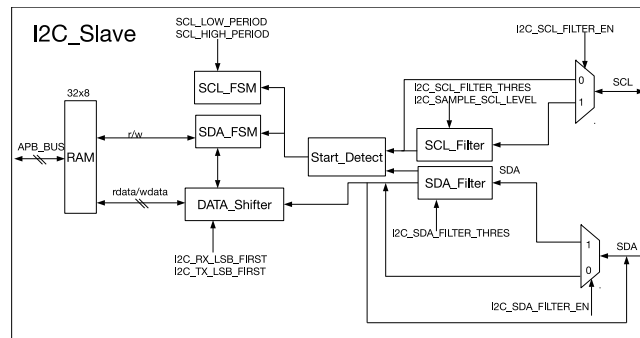 I2C_Slave
SCL_LOW_PERIOD
SCL_HIGH_PERIOD
I2C_SCL_FILTER_EN
32x8
SCL_FSM
I2C_SCL_FILTER_THRES
I2C_SAMPLE_SCL_LEVEL
0
SCL
1
r/w
SDA_FSM
APB_BUS
RAM
Start_Detect
SCL_Filter
SDA
SDA_Filter
rdata/wdata
DATA_Shifter
I2C_SDA_FILTER_THRES
1
SDA
0
I2C_RX_LSB_FIRST
I2C_TX_LSB_FIRST
I2C_SDA_FILTER_EN